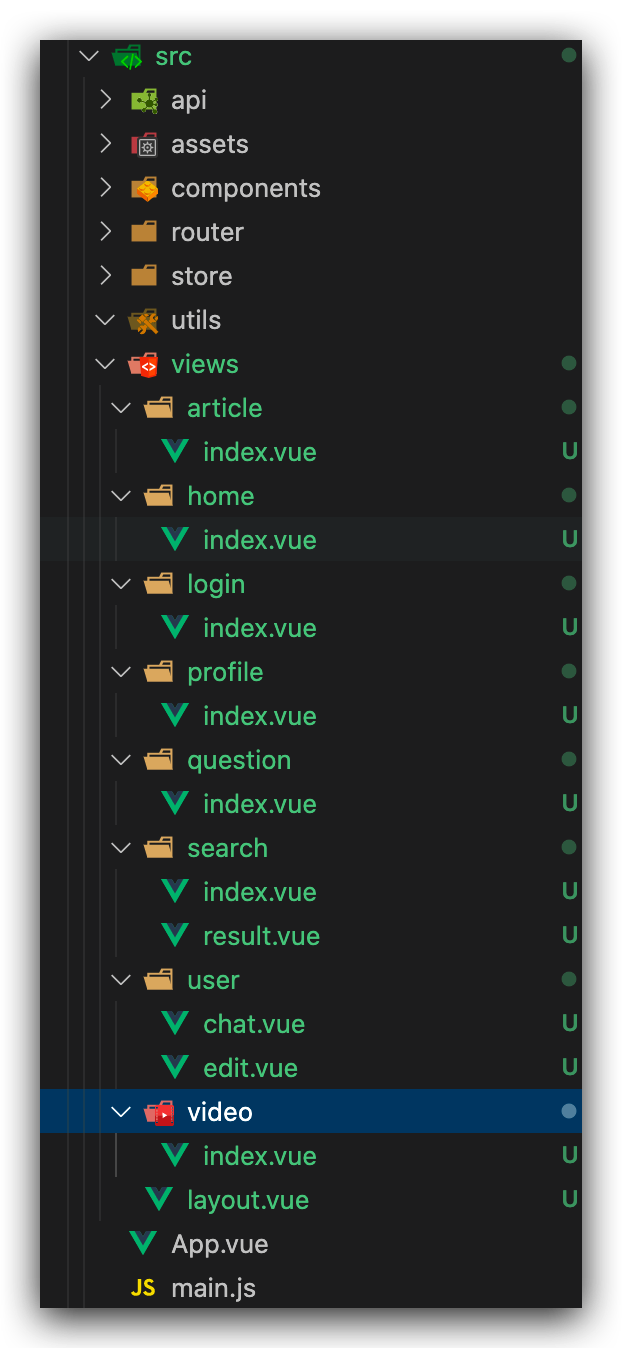 src
api
assets
components
router
store
utils
views
article
index.vue U
home
index.vue U
login
index.vue U
profile
index.vue U
question
index.vue U
search
index.vue U
result.vue U
user
chat.vue U
edit.vue U
video
index.vue U
layout.vue U
App.vue
JS main.js